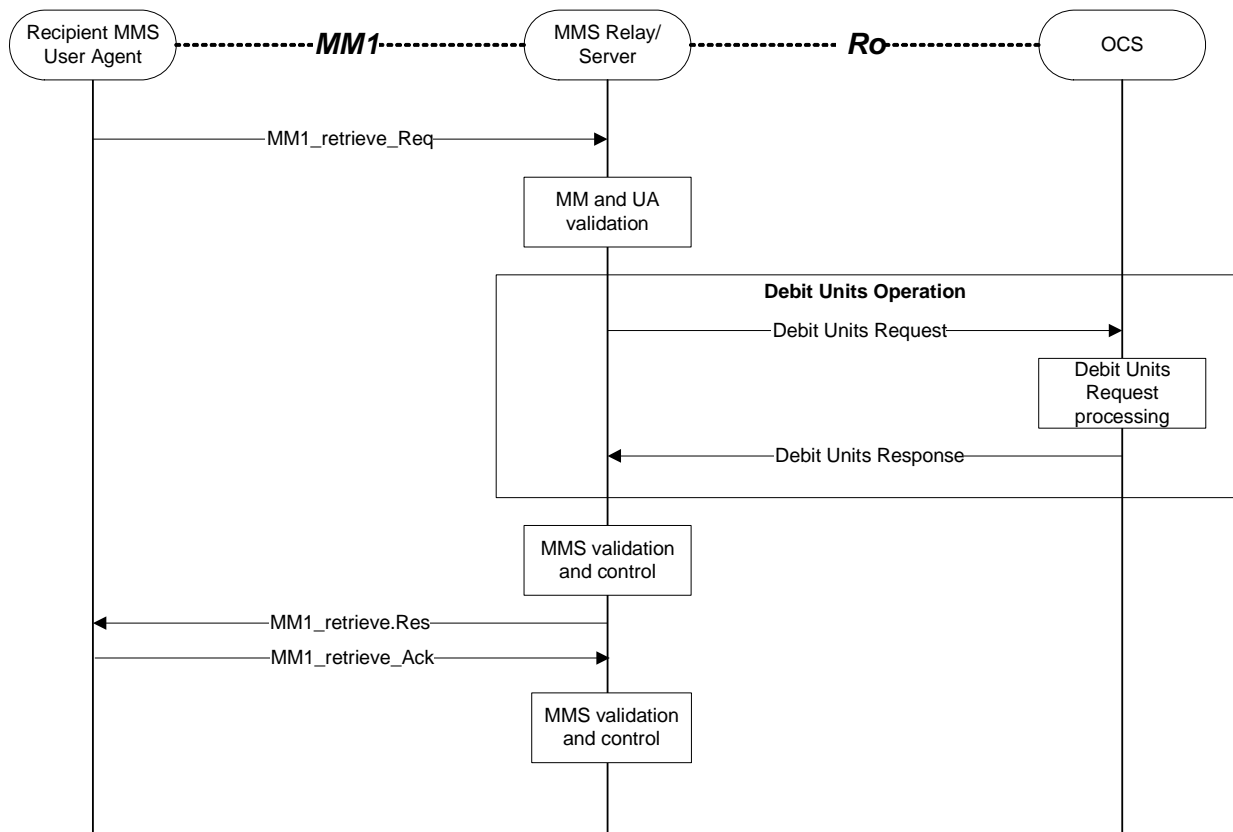 Recipient MMS
User Agent
MM1
MMS Relay/
Server
Ro
OCS
MM1_retrieve_Req
MM and UA
validation
Debit Units Operation
Debit Units Request
Debit Units
Request
processing
Debit Units Response
MMS validation
and control
MM1_retrieve.Res
MM1_retrieve_Ack
MMS validation
and control